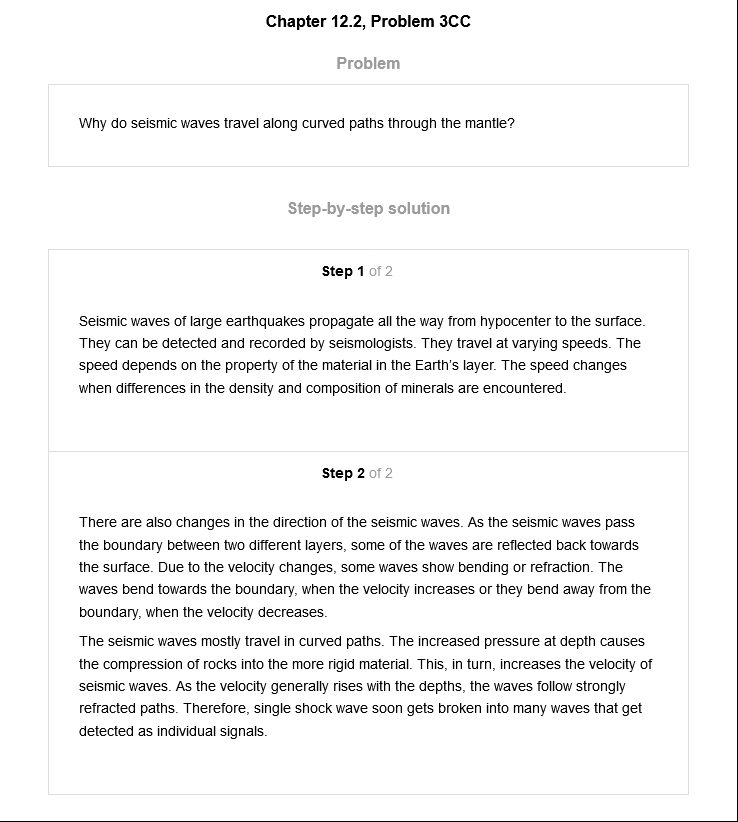 Chapter 12.2, Problem 3CC
Problem
Why do seismic waves travel along curved paths through the mantle?
Step-by-step solution
Step 1 of 2
Seismic waves of large earthquakes propagate all the way from hypocenter to the surface.
They can be detected and recorded by seismologists. They travel at varying speeds. The
speed depends on the property of the material in the Earth's layer. The speed changes
when differences in the density and composition of minerals are encountered.
Step 2 of 2
There are also changes in the direction of the seismic waves. As the seismic waves pass
the boundary between two different layers, some of the waves are reflected back towards
the surface. Due to the velocity changes, some waves show bending or refraction. The
waves bend towards the boundary, when the velocity increases or they bend away from the
boundary, when the velocity decreases.
The seismic waves mostly travel in curved paths. The increased pressure at depth causes
the compression of rocks into the more rigid material. This, in turn, increases the velocity of
seismic waves. As the velocity generally rises with the depths, the waves follow strongly
refracted paths. Therefore, single shock wave soon gets broken into many waves that get
detected as individual signals.